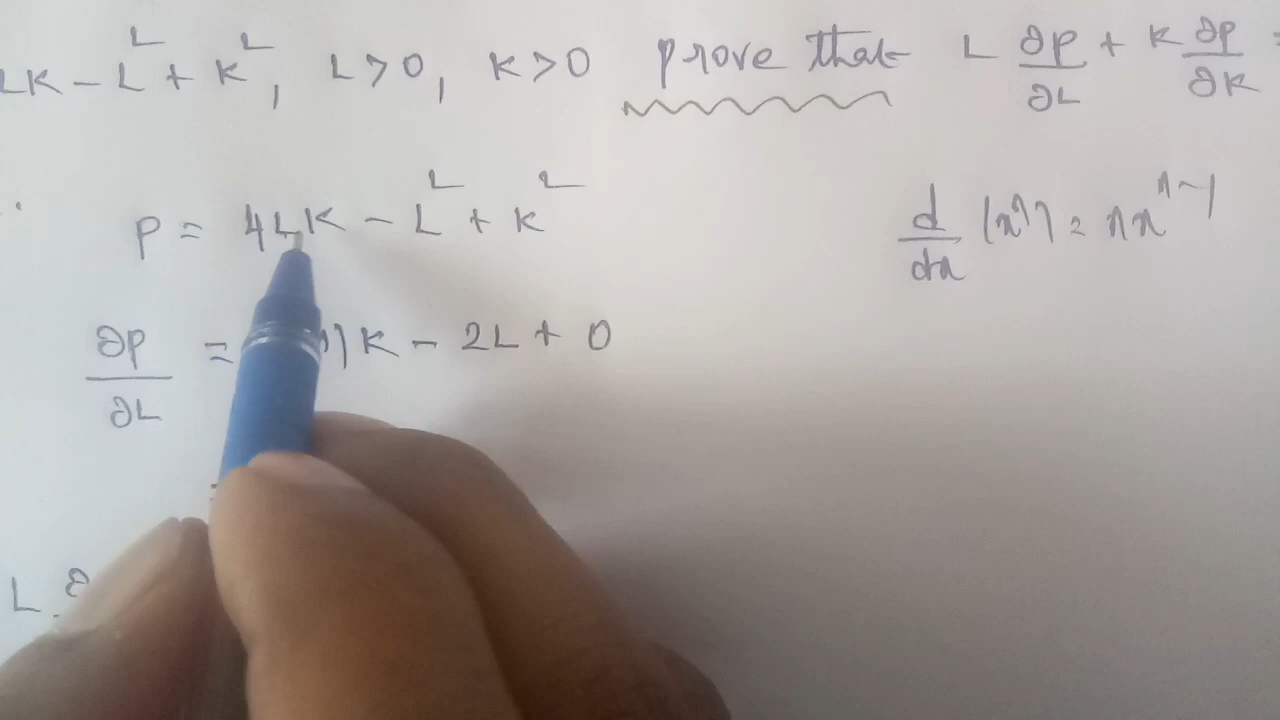 LK - L² + K², L > 0, K > 0 prove that L ∂P/∂L + K ∂P/∂K =
P = 4LK - L² + K²
d/dx (xⁿ) = nxⁿ⁻¹
∂P/∂L = )K - 2L + 0
L ∂